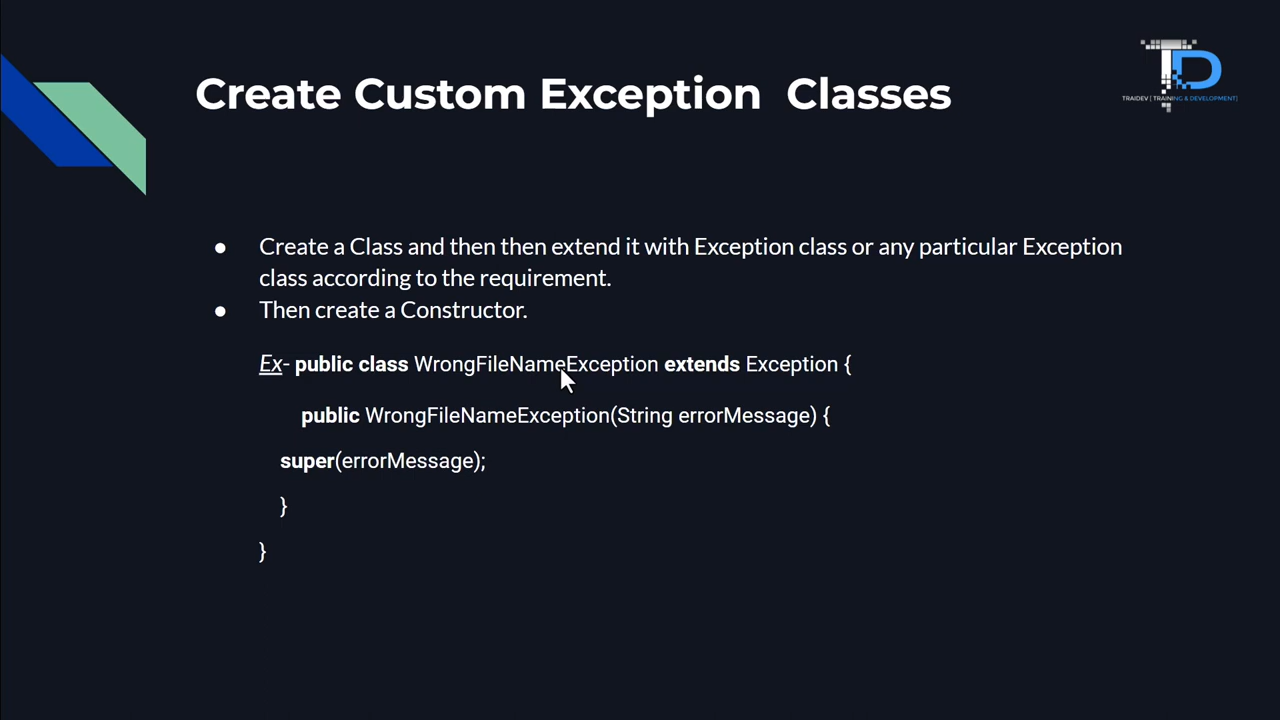 Create Custom Exception Classes
TRAIDEV [ TRAINING & DEVELOPMENT]
● Create a Class and then then extend it with Exception class or any particular Exception
class according to the requirement.
● Then create a Constructor.
Ex- public class WrongFileNameException extends Exception {
public WrongFileNameException(String errorMessage) {
super(errorMessage);
}
}